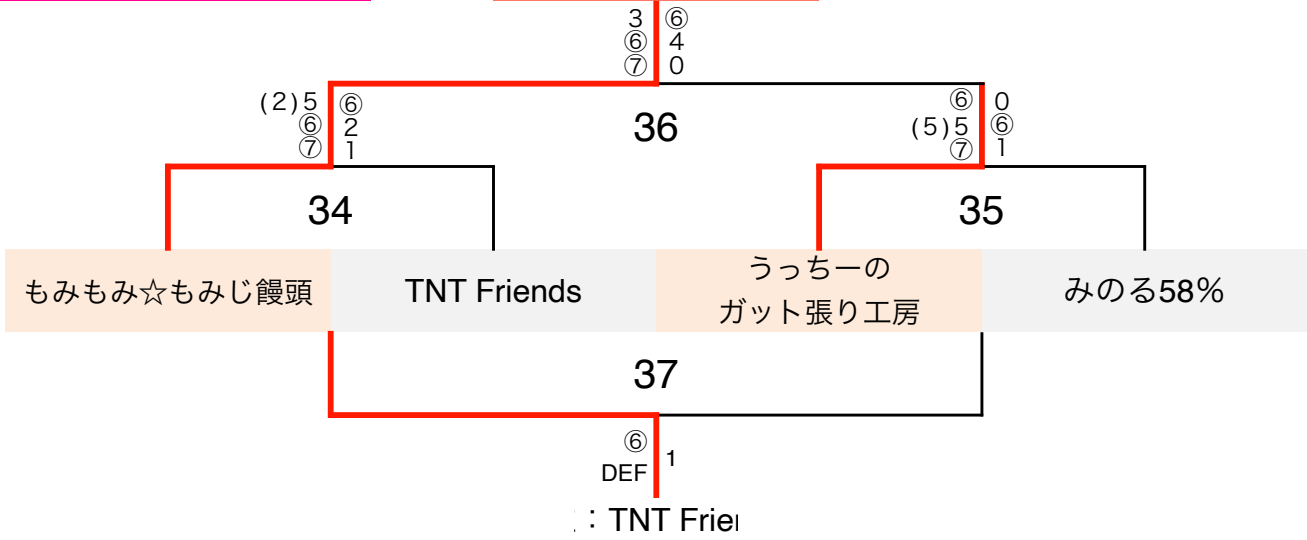 3 ⑥
⑥ 4
⑦ 0
(2)5 ⑥
⑥ 2
⑦ 1
36
⑥ 0
(5)5 ⑥
⑦ 1
34
35
もみもみ☆もみじ饅頭
TNT Friends
うっちーの
ガット張り工房
みのる58%
37
⑥ 1
DEF
：TNT